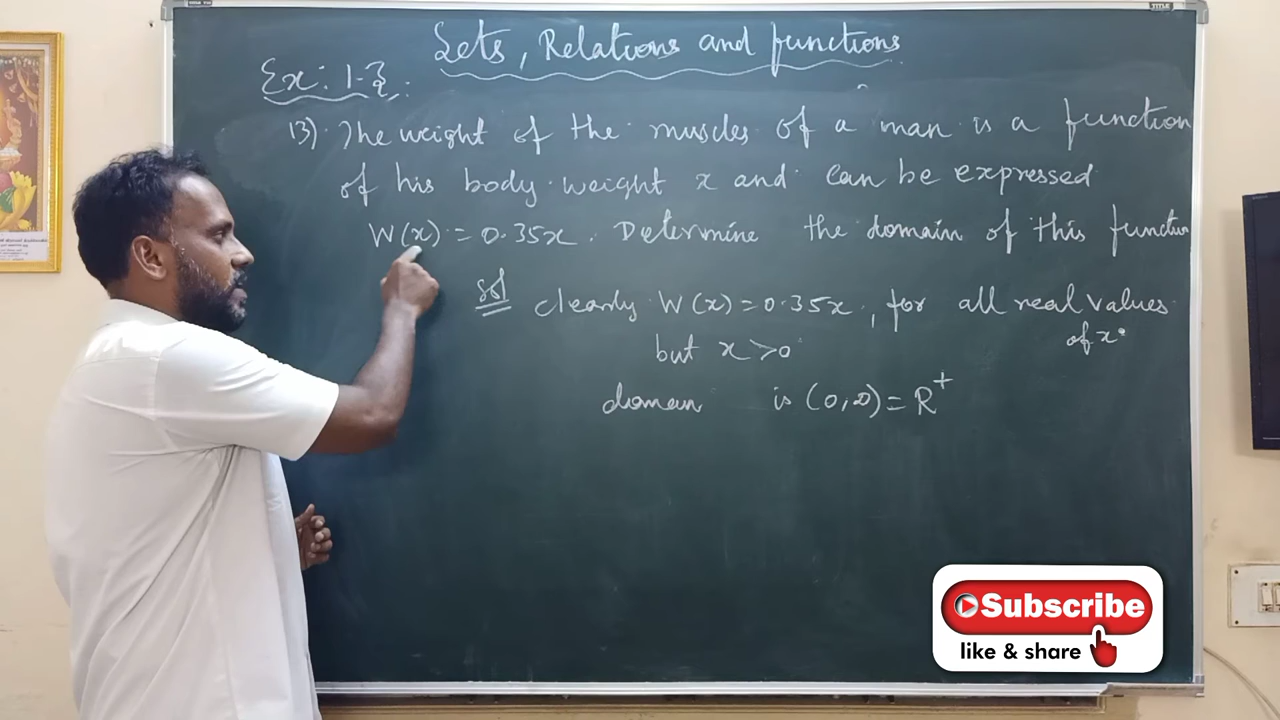 Sets, Relations and functions
Ex: 1.3:
13). The weight of the muscles of a man is a function
of his body weight x and can be expressed
W(x) = 0.35x. Determine the domain of this function
Sol clearly W(x) = 0.35x, for all real values
of x.
but x > 0
domain is (0, ∞) = R⁺
Subscribe
like & share